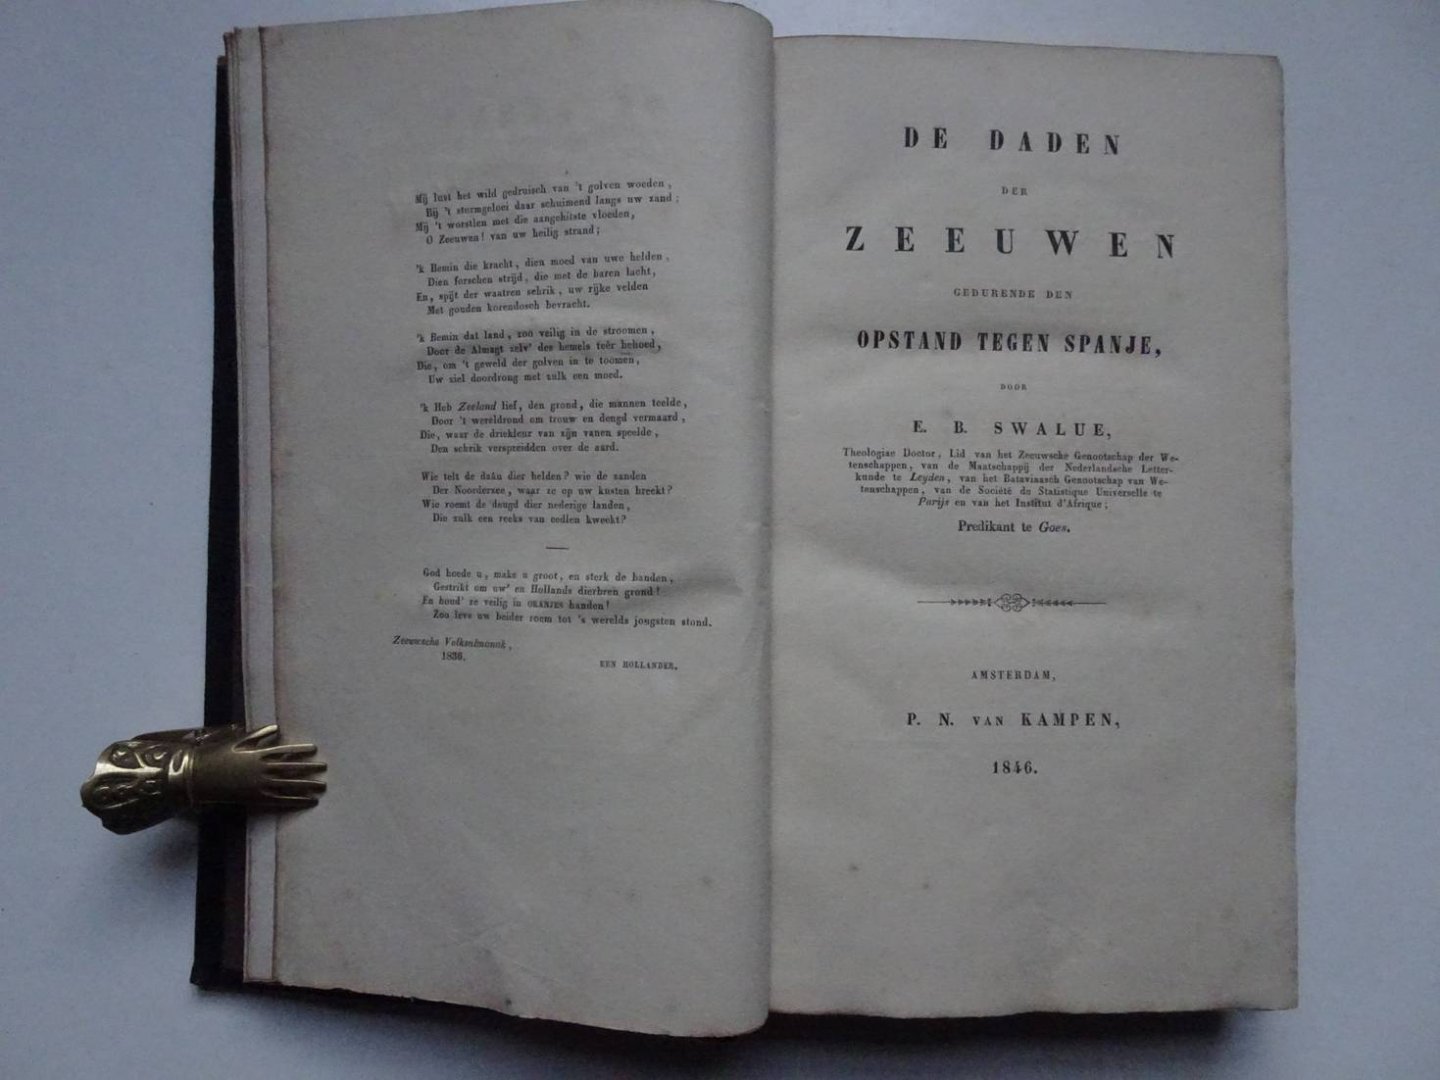 Mij lust het wild gedruisch van 't golven woeden,
Bij 't stormgeloei daar schuimend langs uw zand;
Mij 't worstlen met die aangehitste vloeden,
O Zeeuwen! van uw heilig strand;
'k Bemin die kracht, dien moed van uwe helden,
Dien forschen strijd, die met de baren lacht,
En, spijt der waatren schrik, uw rijke velden
Met gouden korendosch bevracht.
'k Bemin dat land, zoo veilig in de stroomen,
Door de Almagt zelv' des hemels teêr behoed,
Die, om 't geweld der golven in te toomen,
Uw ziel doordrong met zulk een moed.
'k Heb Zeeland lief, den grond, die mannen teelde,
Door 't wereldrond om trouw en deugd vermaard,
Die, waar de driekleur van zijn vanen speelde,
Den schrik verspreidden over de aard.
Wie telt de daân dier helden? wie de zanden
Der Noorderzee, waar ze op uw kusten breekt?
Wie roemt de deugd dier nederige landen,
Die zulk een reeks van eedlen kweekt?
God hoede u, make u groot, en sterk de banden,
Gestrikt om uw' en Hollands dierbren grond!
En houd' ze veilig in ORANJES handen!
Zoo leve uw beider roem tot 's werelds jongsten stond.
Zeeuwsche Volksalmanak,
1836.
EEN HOLLANDER.
DE DADEN
DER
ZEEUWEN
GEDURENDE DEN
OPSTAND TEGEN SPANJE,
DOOR
E. B. SWALUE,
Theologiae Doctor, Lid van het Zeeuwsche Genootschap der We-
tenschappen, van de Maatschappij der Nederlandsche Letter-
kunde te Leyden, van het Bataviaasch Genootschap van We-
tenschappen, van de Société de Statistique Universelle te
Parijs en van het Institut d'Afrique;
Predikant te Goes.
AMSTERDAM,
P. N. VAN KAMPEN,
1846.